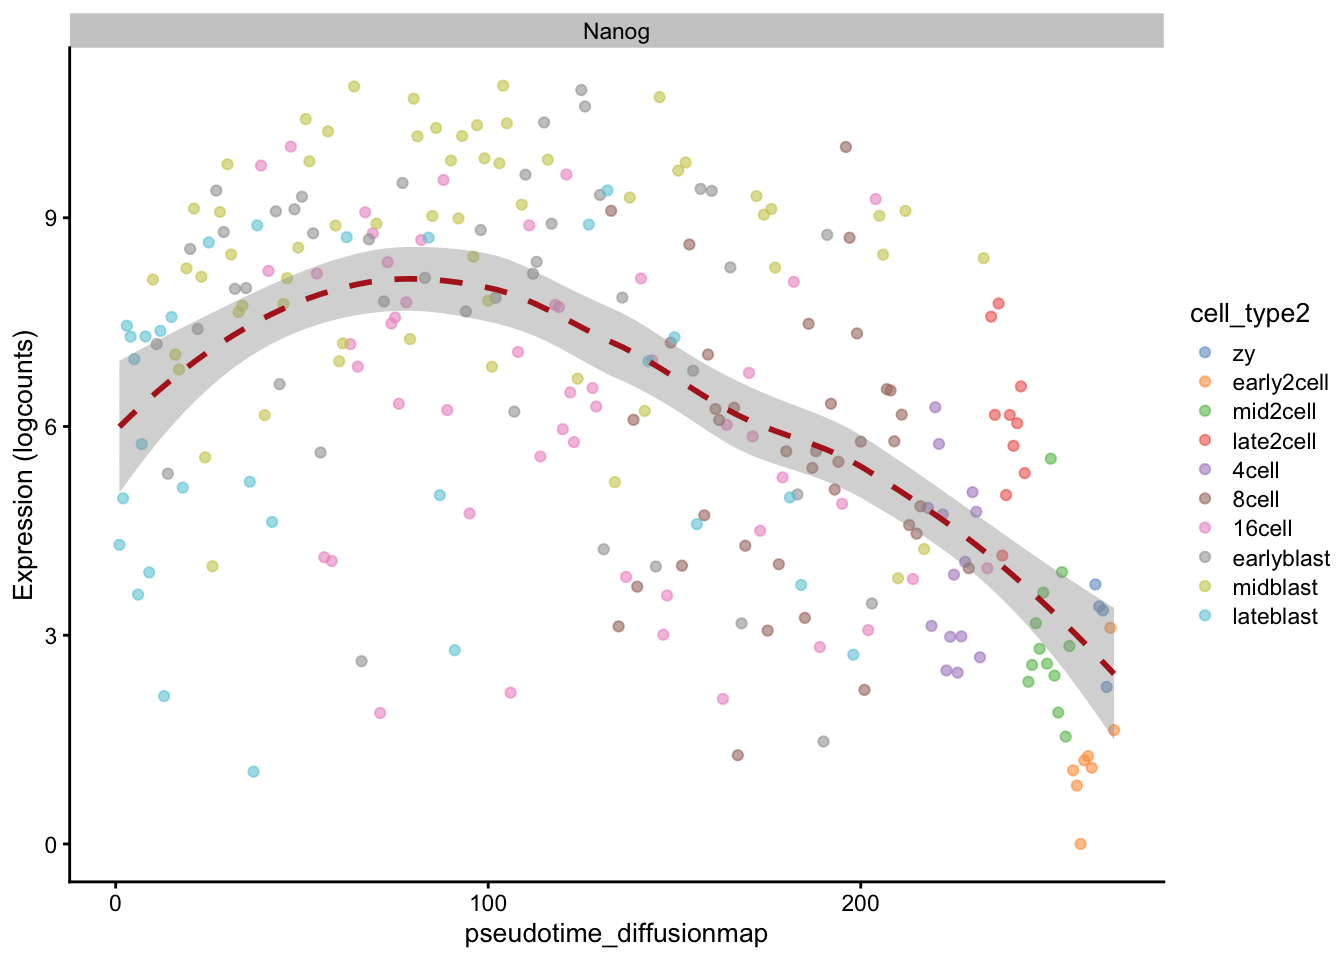 Nanog
Expression (logcounts)
9
6
3
0
0
100
200
pseudotime_diffusionmap
cell_type2
zy
early2cell
mid2cell
late2cell
4cell
8cell
16cell
earlyblast
midblast
lateblast